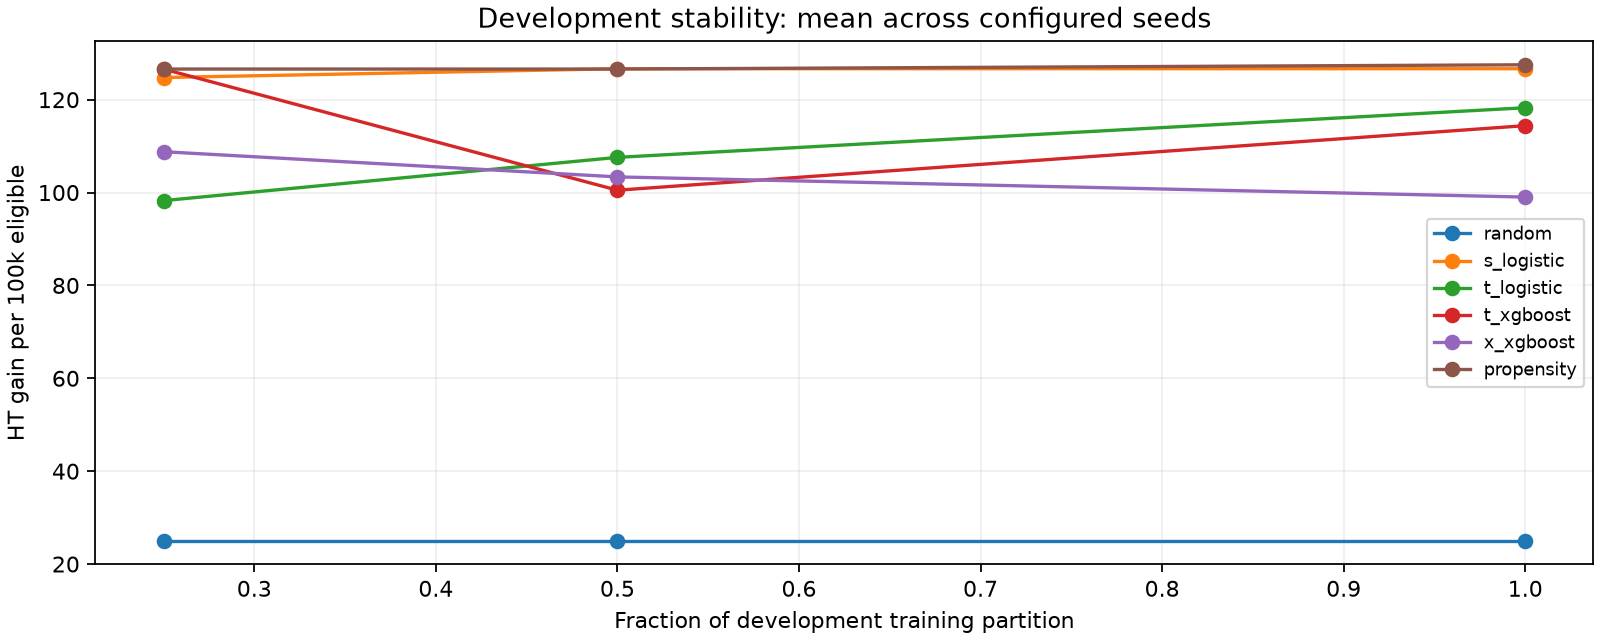 Development stability: mean across configured seeds
HT gain per 100k eligible
120
100
80
60
40
20
random
s_logistic
t_logistic
t_xgboost
x_xgboost
propensity
0.3 0.4 0.5 0.6 0.7 0.8 0.9 1.0
Fraction of development training partition